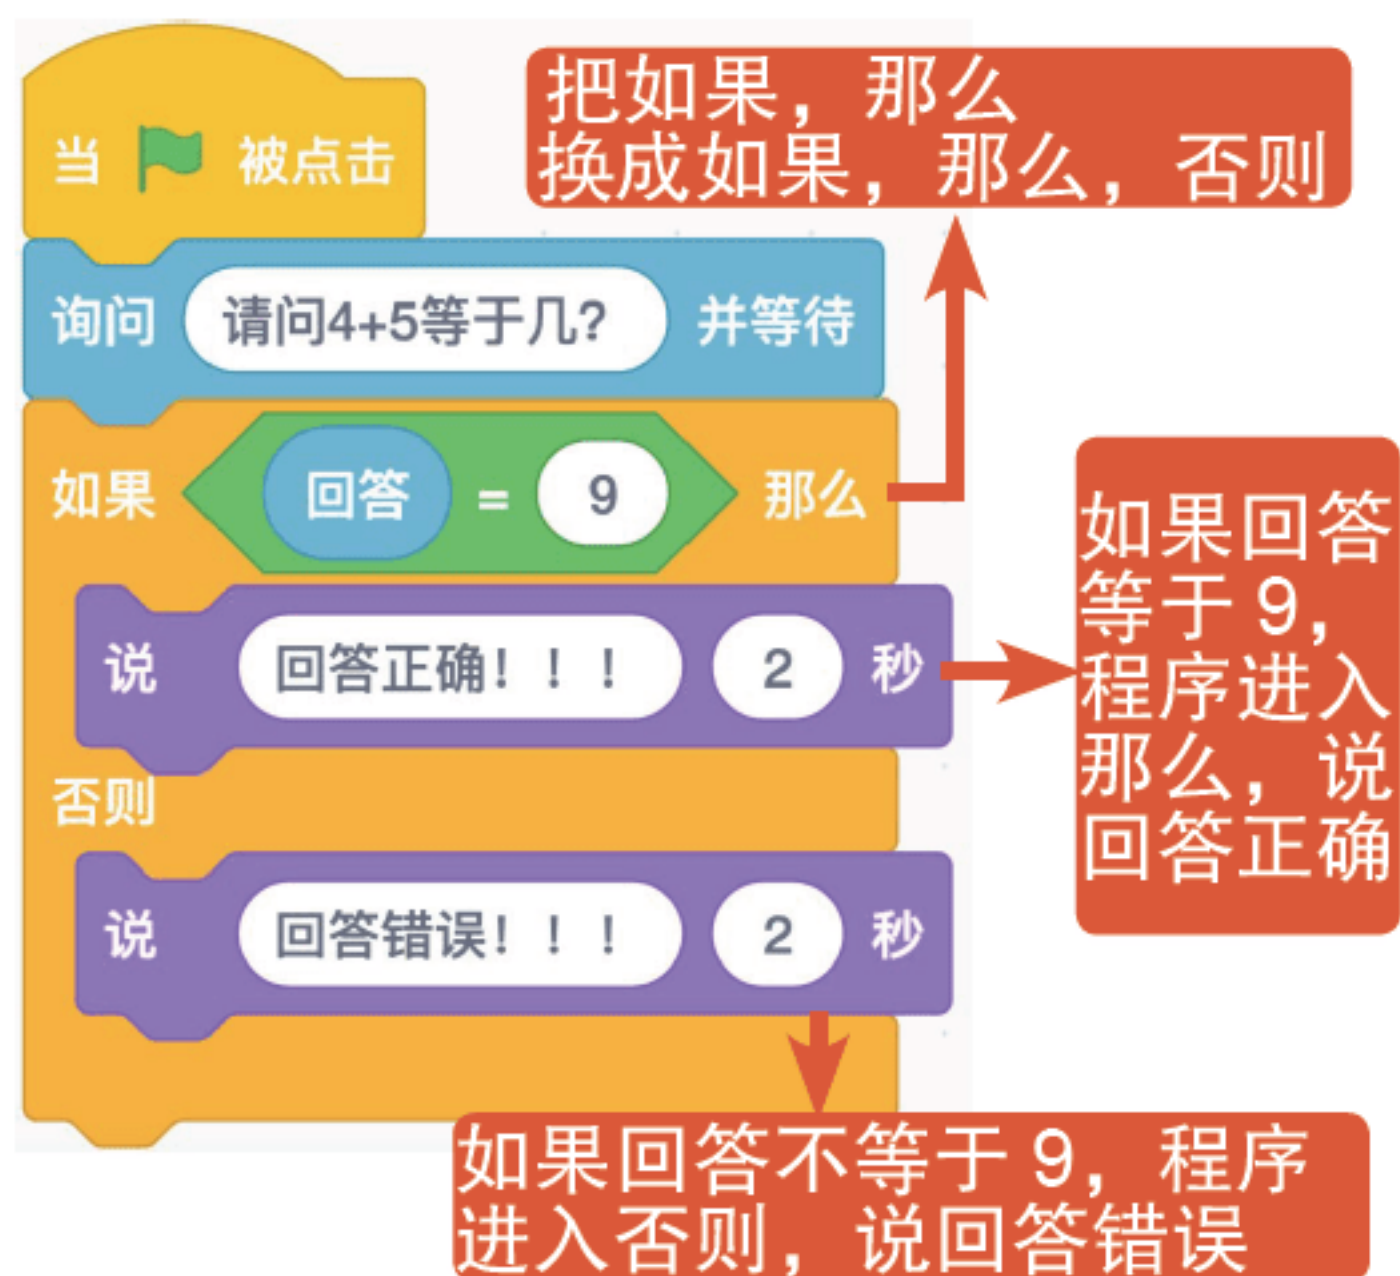 把如果，那么
换成如果，那么，否则
当 被点击
询问 请问4+5等于几? 并等待
如果 回答 = 9 那么
说 回答正确！！！ 2 秒
否则
说 回答错误！！！ 2 秒
如果回答
等于 9，
程序进入
那么，说
回答正确
如果回答不等于 9，程序
进入否则，说回答错误